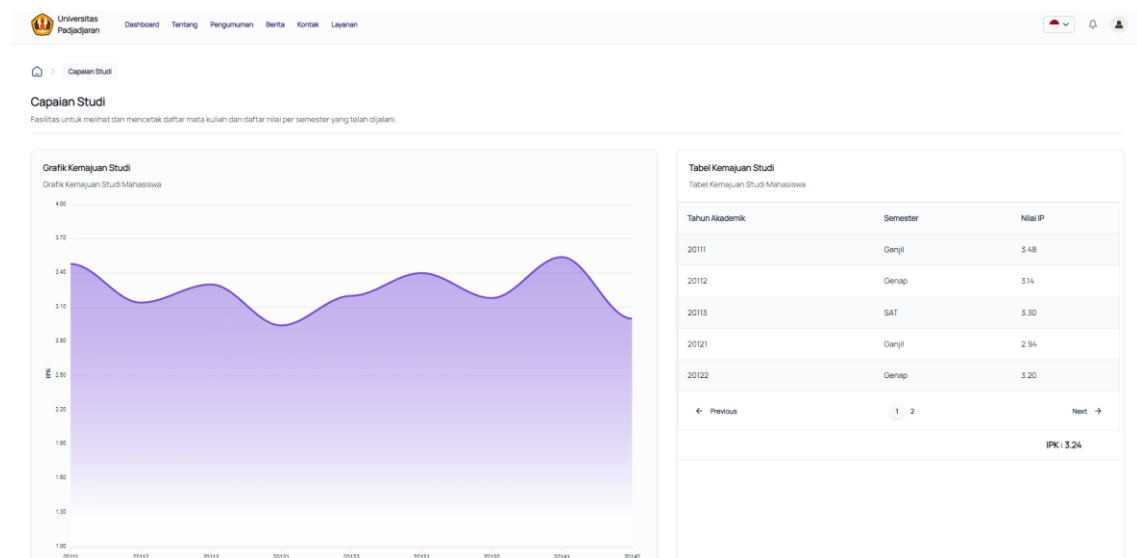 Universitas
Padjadjaran
Dashboard Tentang Pengumuman Berita Kontak Layanan
Capaian Studi
Capaian Studi
Fasilitas untuk melihat dan mencetak daftar mata kuliah dan daftar nilai per semester yang telah dijalani.
Grafik Kemajuan Studi
Grafik Kemajuan Studi Mahasiswa
4.00
3.70
3.40
3.10
2.80
2.50
2.20
1.90
1.60
1.30
1.00
IPK
20111 20112 20113 20121 20122 20131 20132 20141 20142
Tabel Kemajuan Studi
Tabel Kemajuan Studi Mahasiswa
Tahun Akademik Semester Nilai IP
20111 Ganjil 3.48
20112 Genap 3.14
20113 SAT 3.30
20121 Ganjil 2.94
20122 Genap 3.20
← Previous 1 2 Next →
IPK : 3.24